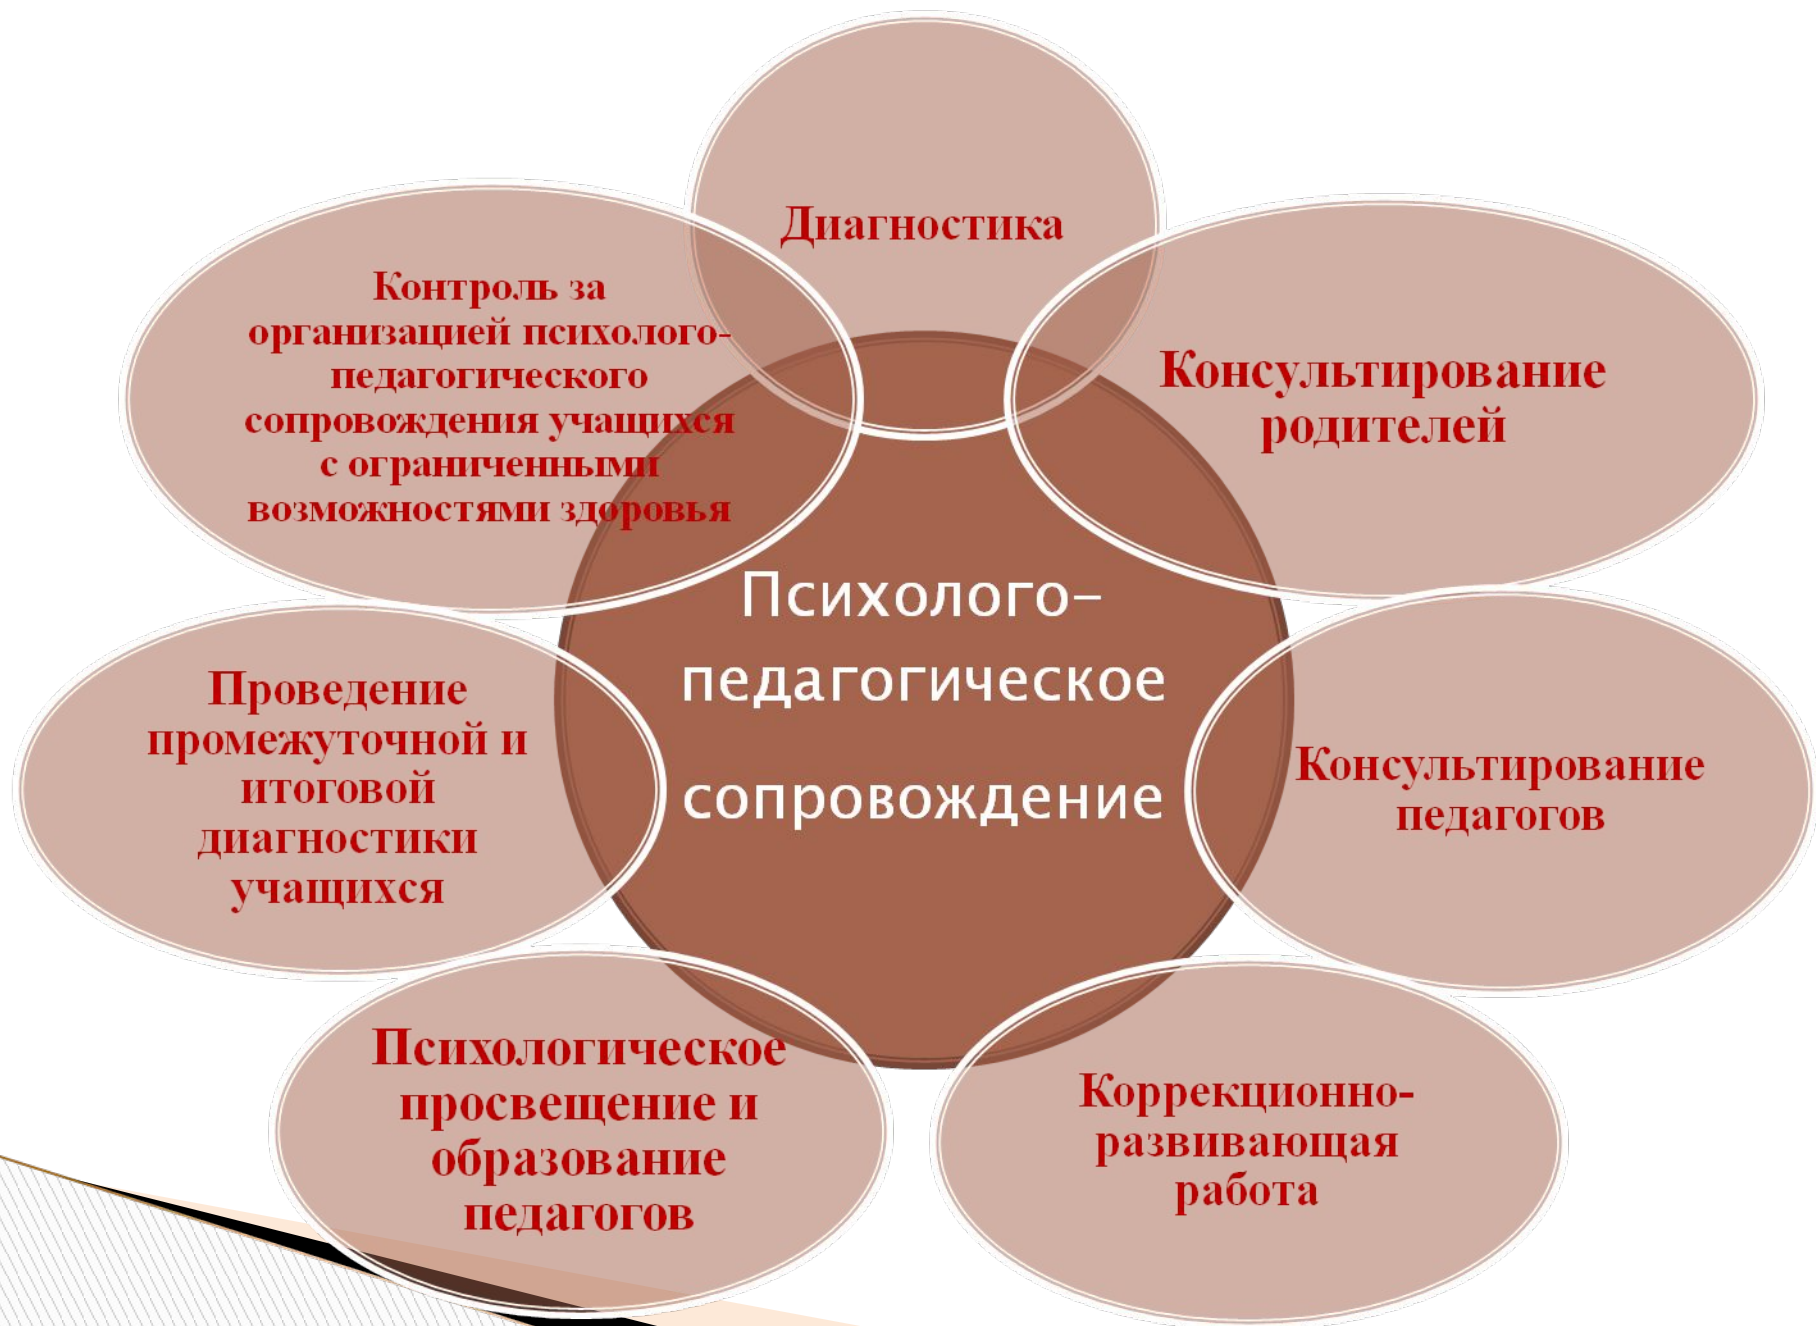 Диагностика
Консультирование
родителей
Консультирование
педагогов
Коррекционно-
развивающая
работа
Психологическое
просвещение и
образование
педагогов
Проведение
промежуточной и
итоговой
диагностики
учащихся
Контроль за
организацией психолого-
педагогического
сопровождения учащихся
с ограниченными
возможностями здоровья
Психолого-
педагогическое
сопровождение